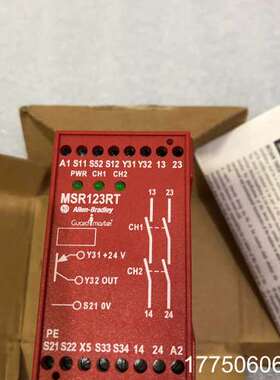 A1 S11 S52 S12 Y31 Y32 13 23
PWR CH1 CH2
MSR123RT
Allen-Bradley
Guardmaster
13 23
CH1
Y31 +24 V
Y32 OUT
CH2
S21 0V
14 24
PE
S21 S22 X5 S33 S34 14 24 A2
17750606